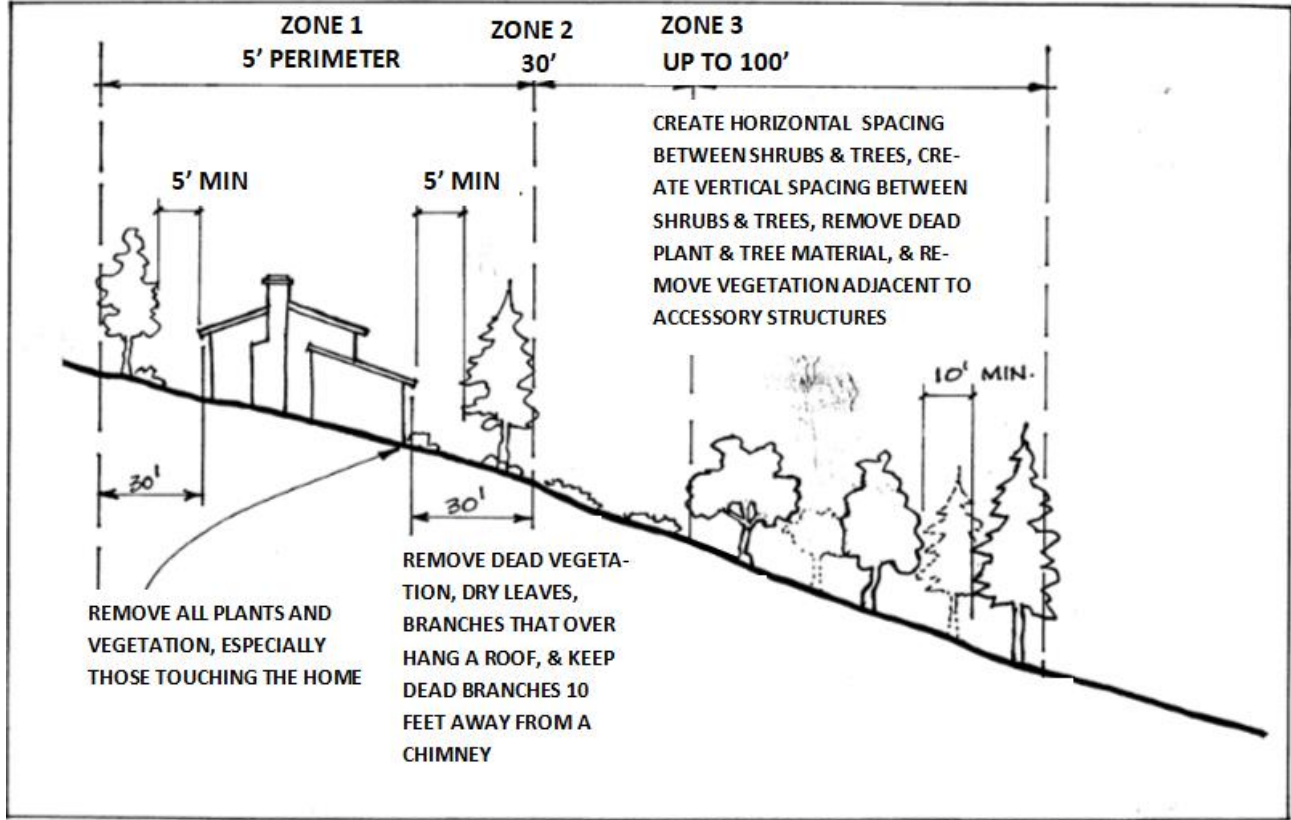 ZONE 1
5' PERIMETER
ZONE 2
30'
ZONE 3
UP TO 100'
CREATE HORIZONTAL SPACING
BETWEEN SHRUBS & TREES, CRE-
ATE VERTICAL SPACING BETWEEN
SHRUBS & TREES, REMOVE DEAD
PLANT & TREE MATERIAL, & RE-
MOVE VEGETATION ADJACENT TO
ACCESSORY STRUCTURES
5' MIN
5' MIN
10' MIN.
30'
30'
REMOVE ALL PLANTS AND
VEGETATION, ESPECIALLY
THOSE TOUCHING THE HOME
REMOVE DEAD VEGETA-
TION, DRY LEAVES,
BRANCHES THAT OVER
HANG A ROOF, & KEEP
DEAD BRANCHES 10
FEET AWAY FROM A
CHIMNEY